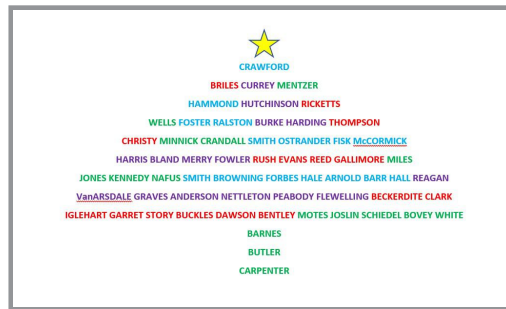 CRAWFORD
BRILES CURREY MENTZER
HAMMOND HUTCHINSON RICKETTS
WELLS FOSTER RALSTON BURKE HARDING THOMPSON
CHRISTY MINNICK CRANDALL SMITH OSTRANDER FISK McCORMICK
HARRIS BLAND MERRY FOWLER RUSH EVANS REED GALLIMORE MILES
JONES KENNEDY NAFUS SMITH BROWNING FORBES HALE ARNOLD BARR HALL REAGAN
VanARSDALE GRAVES ANDERSON NETTLETON PEABODY FLEWELLING BECKERDITE CLARK
IGLEHART GARRET STORY BUCKLES DAWSON BENTLEY MOTES JOSLIN SCHIEDEL BOVEY WHITE
BARNES
BUTLER
CARPENTER